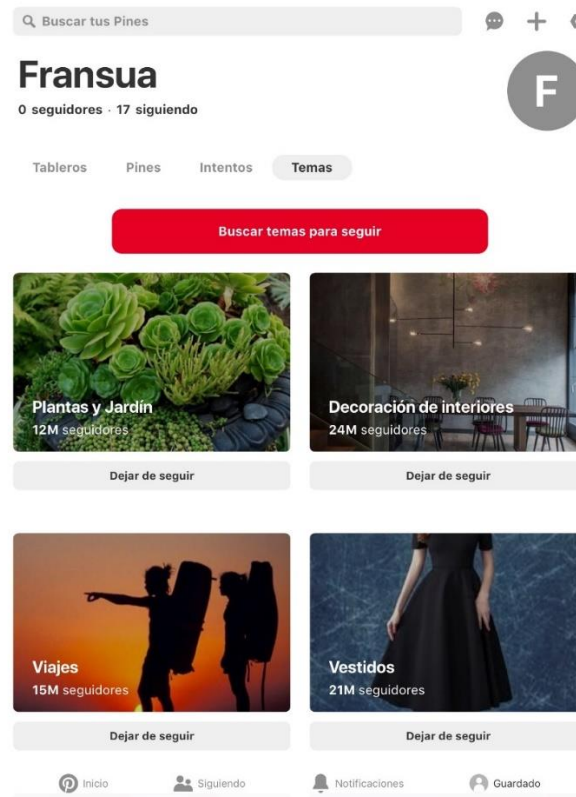 Buscar tus Pines
Fransua
0 seguidores · 17 siguiendo
F
Tableros Pines Intentos Temas
Buscar temas para seguir
Plantas y Jardín
12M seguidores
Dejar de seguir
Decoración de interiores
24M seguidores
Dejar de seguir
Viajes
15M seguidores
Dejar de seguir
Vestidos
21M seguidores
Dejar de seguir
Inicio Siguiendo Notificaciones Guardado